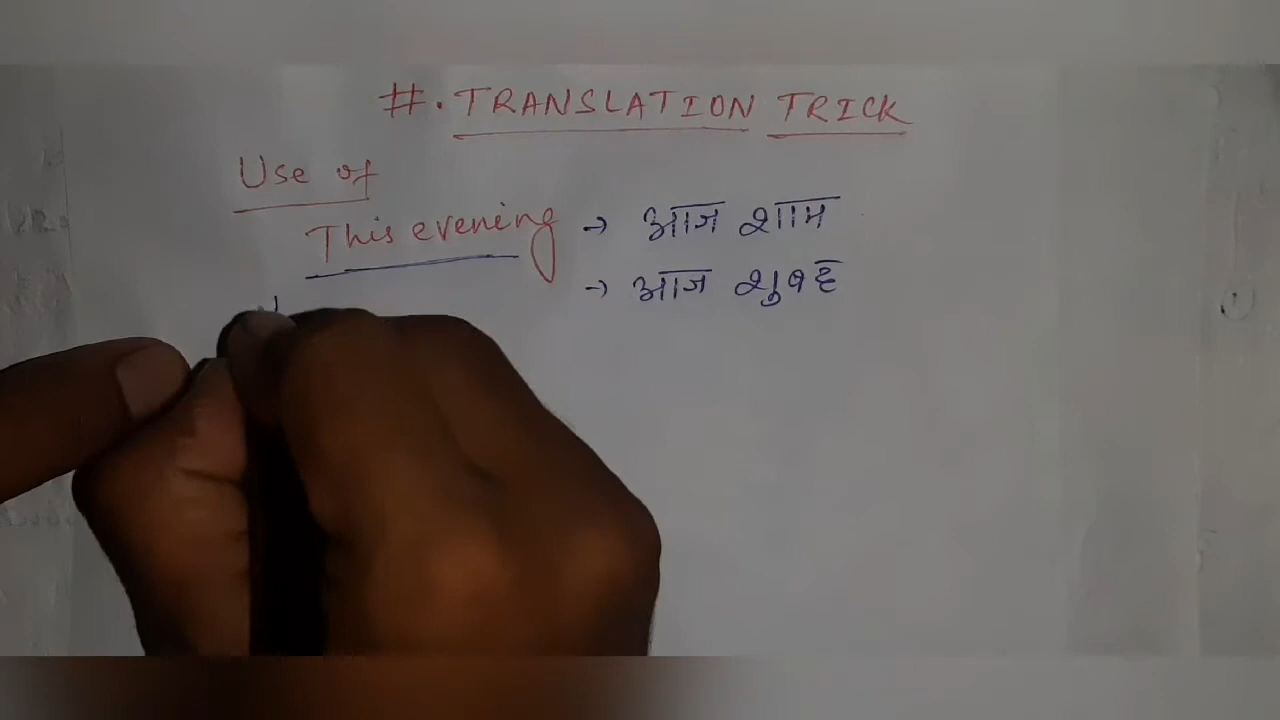 #. TRANSLATION TRICK
Use of
This evening → आज शाम
→ आज शुबह